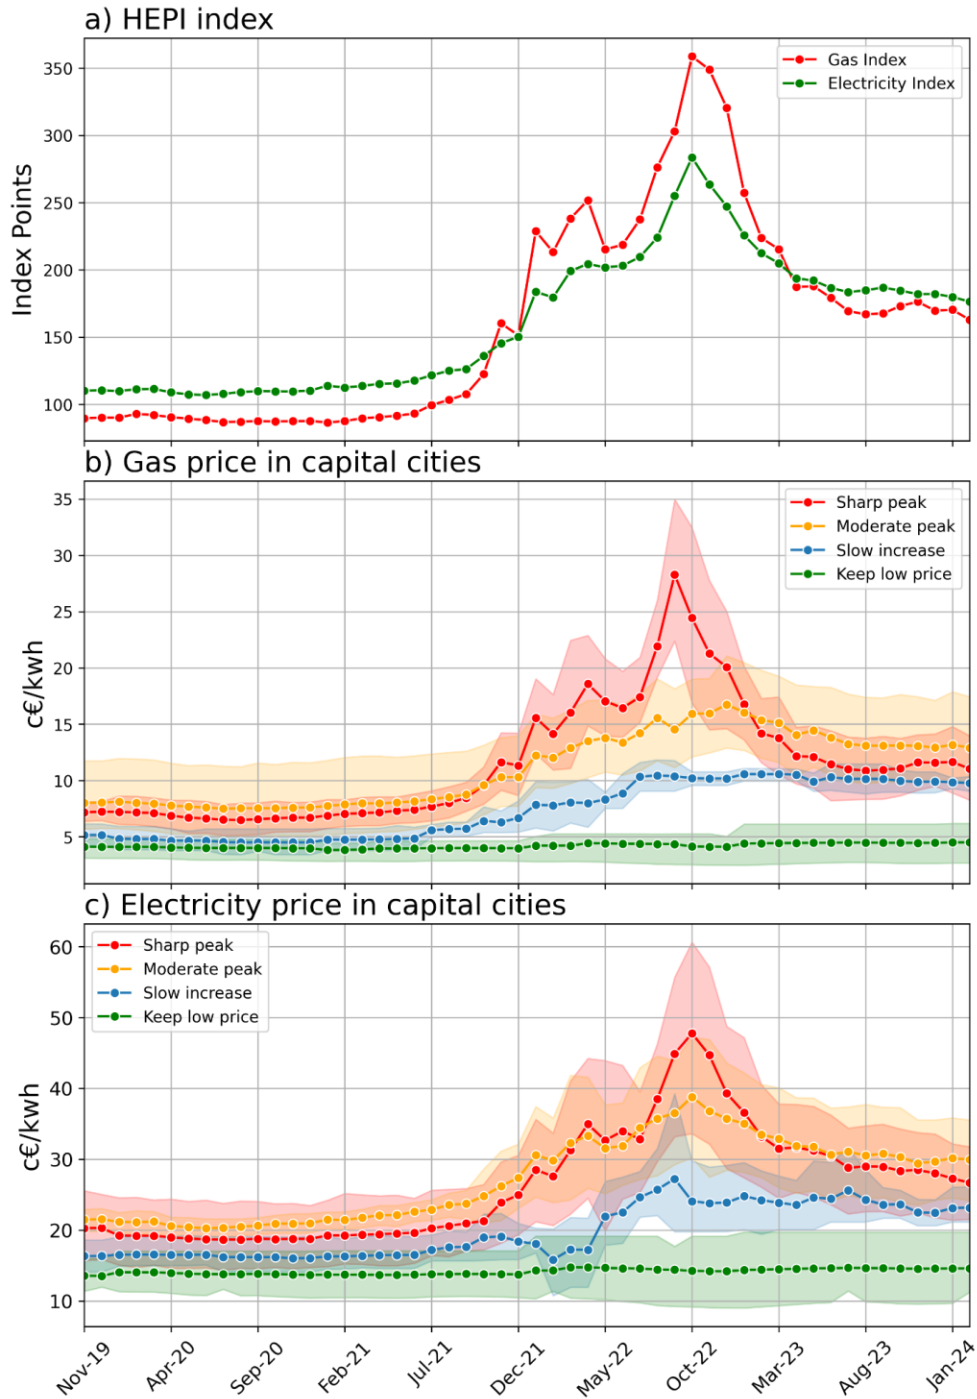 a) HEPI index
Index Points
350
300
250
200
150
100
Gas Index
Electricity Index
b) Gas price in capital cities
c€/kwh
35
30
25
20
15
10
5
Sharp peak
Moderate peak
Slow increase
Keep low price
c) Electricity price in capital cities
c€/kwh
60
50
40
30
20
10
Sharp peak
Moderate peak
Slow increase
Keep low price
Nov-19
Apr-20
Sep-20
Feb-21
Jul-21
Dec-21
May-22
Oct-22
Mar-23
Aug-23
Jan-24